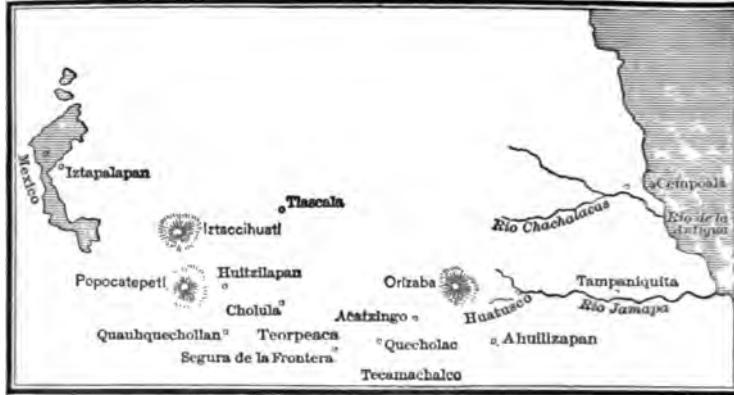 Mexico
Iztapalapan
Tlascala
Iztaccihuatl
Cempoala
Rio Chachalacas
Rio de la
Antigua
Popocatepetl
Huitzilapan
Orizaba
Tampaniquita
Cholula
Acatzingo
Huatusco
Rio Jamapa
Quauhquechollan
Teorpeaca
Quecholac
Ahuilizapan
Segura de la Frontera
Tecamachalco